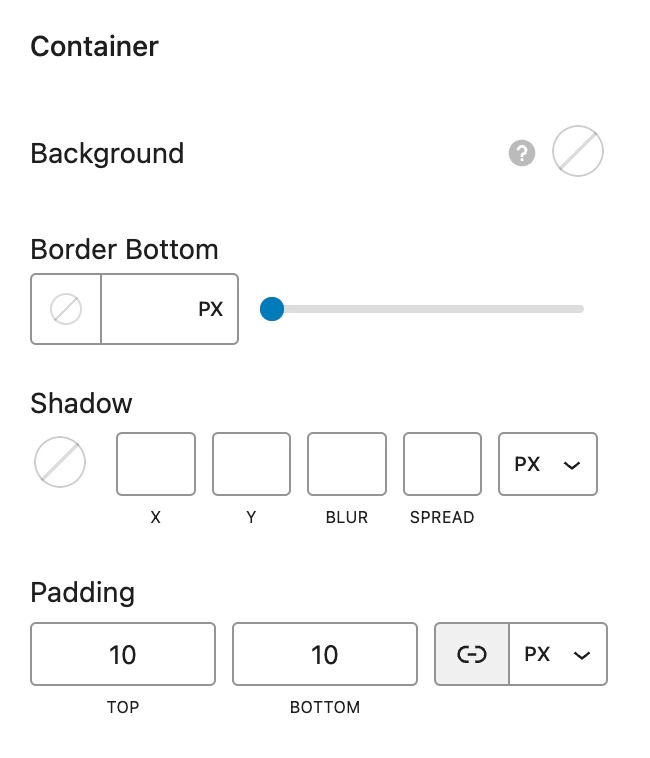 Container
Background ?
Border Bottom
PX
Shadow
PX
X Y BLUR SPREAD
Padding
10 10 PX
TOP BOTTOM